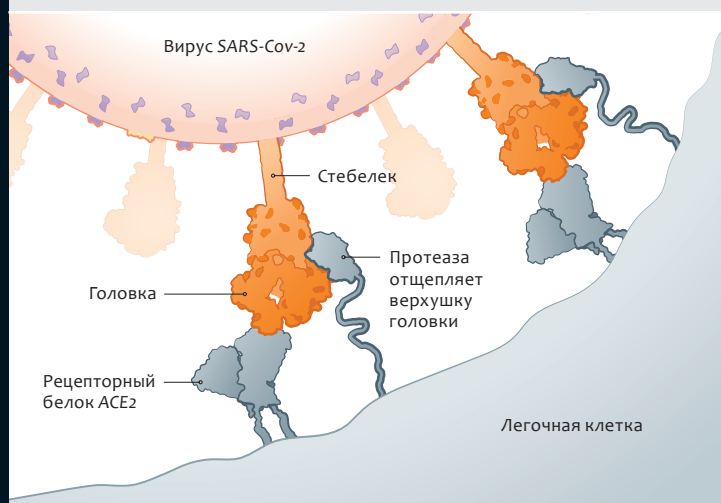 Вирус SARS-Cov-2
Стебелек
Протеаза
отщепляет
верхушку
головки
Головка
Рецепторный
белок ACE2
Легочная клетка